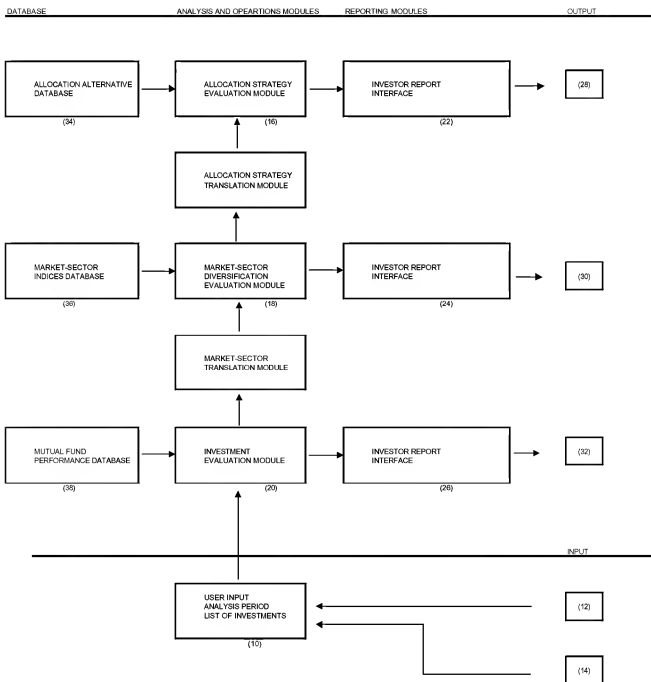 DATABASE
ANALYSIS AND OPEARTIONS MODULES
REPORTING MODULES
OUTPUT
ALLOCATION ALTERNATIVE
DATABASE
(34)
ALLOCATION STRATEGY
EVALUATION MODULE
(16)
INVESTOR REPORT
INTERFACE
(22)
(28)
ALLOCATION STRATEGY
TRANSLATION MODULE
MARKET-SECTOR
INDICES DATABASE
(36)
MARKET-SECTOR
DIVERSIFICATION
EVALUATION MODULE
(18)
INVESTOR REPORT
INTERFACE
(24)
(30)
MARKET-SECTOR
TRANSLATION MODULE
MUTUAL FUND
PERFORMANCE DATABASE
(38)
INVESTMENT
EVALUATION MODULE
(20)
INVESTOR REPORT
INTERFACE
(26)
(32)
INPUT
USER INPUT
ANALYSIS PERIOD
LIST OF INVESTMENTS
(10)
(12)
(14)